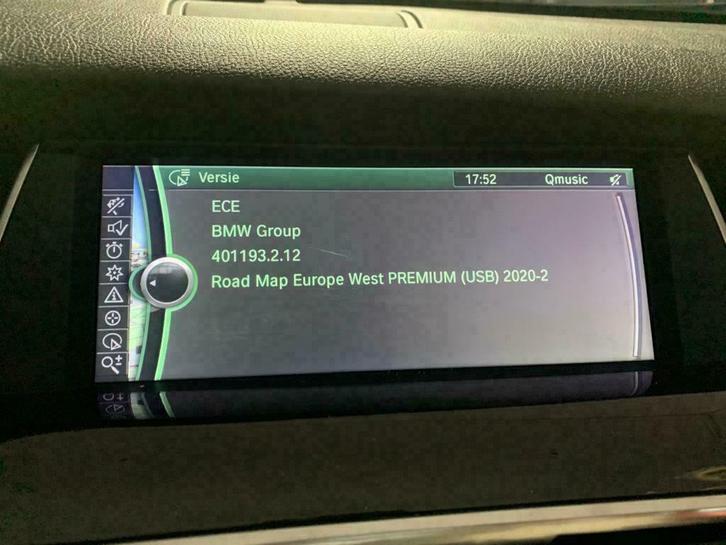 Versie
17:52
Qmusic
ECE
BMW Group
401193.2.12
Road Map Europe West PREMIUM (USB) 2020-2